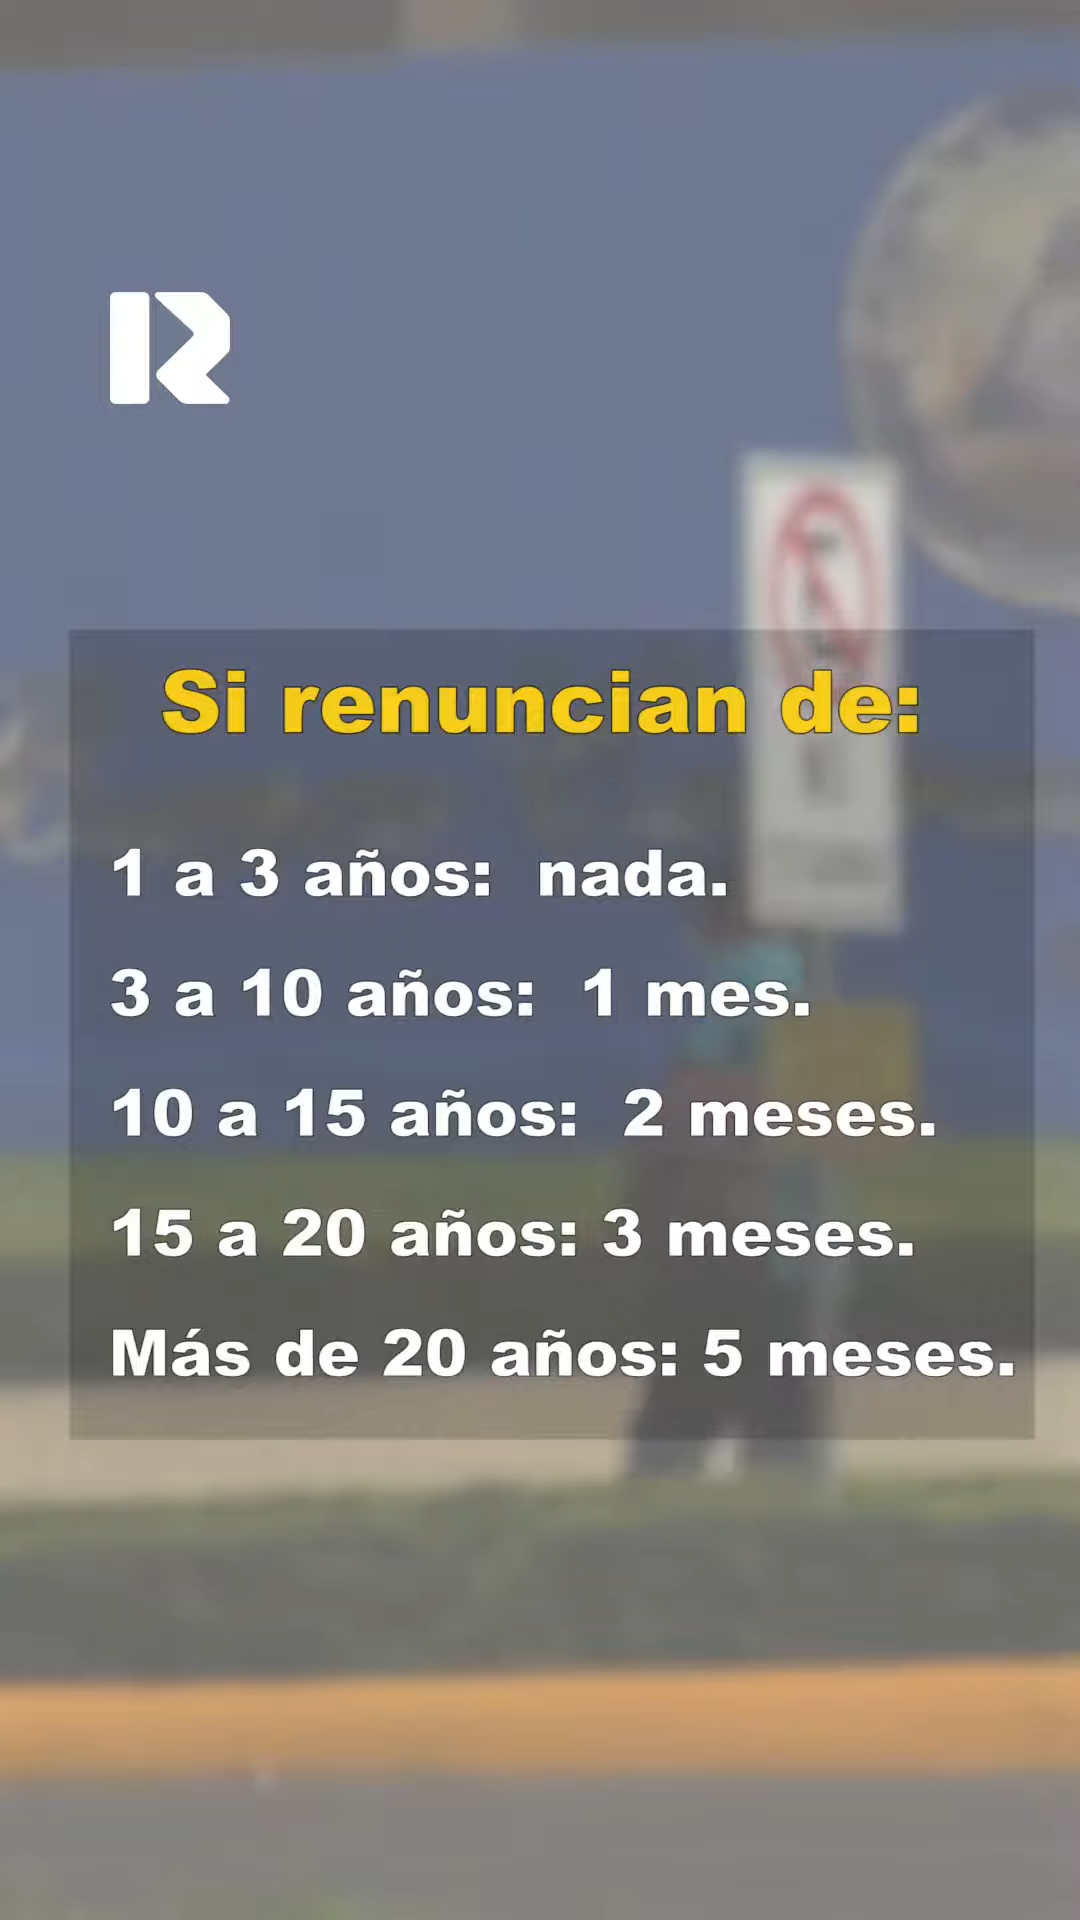 Si renuncian de:
1 a 3 años: nada.
3 a 10 años: 1 mes.
10 a 15 años: 2 meses.
15 a 20 años: 3 meses.
Más de 20 años: 5 meses.